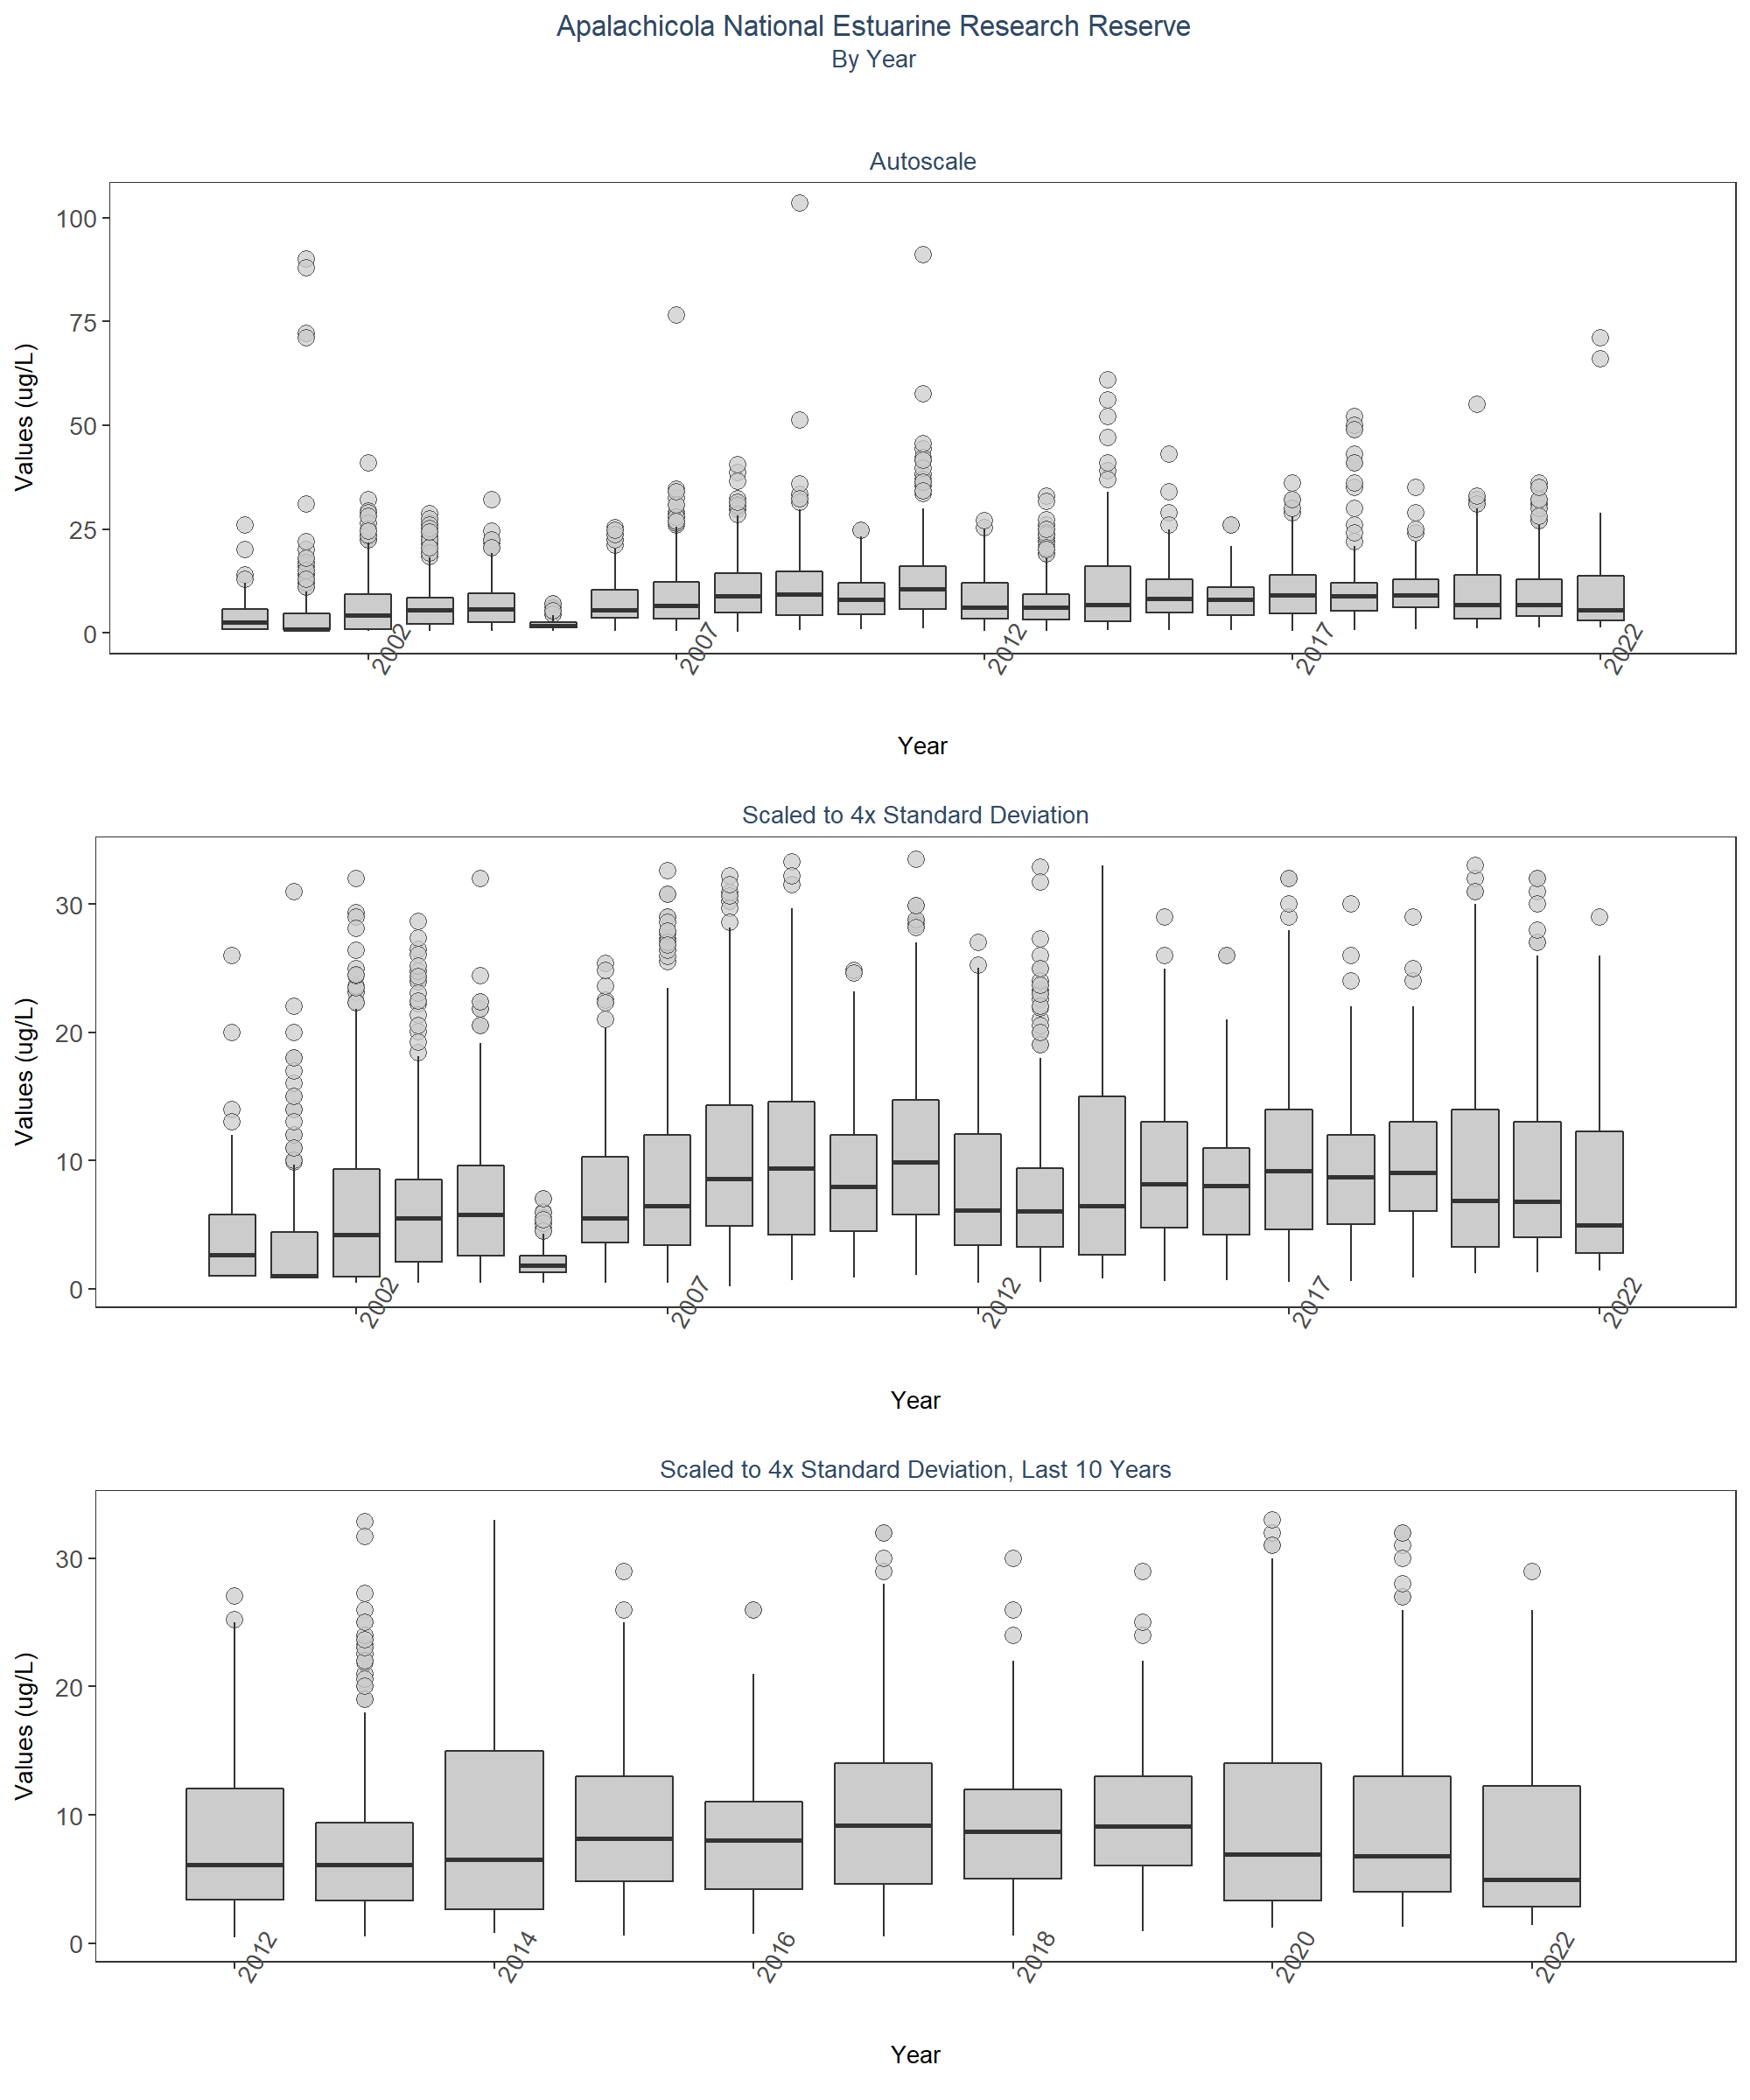 Apalachicola National Estuarine Research Reserve
By Year
Autoscale
Values (ug/L)
100
75
50
25
0
2002
2007
2012
2017
2022
Year
Scaled to 4x Standard Deviation
Values (ug/L)
30
20
10
0
2002
2007
2012
2017
2022
Year
Scaled to 4x Standard Deviation, Last 10 Years
Values (ug/L)
30
20
10
0
2012
2014
2016
2018
2020
2022
Year